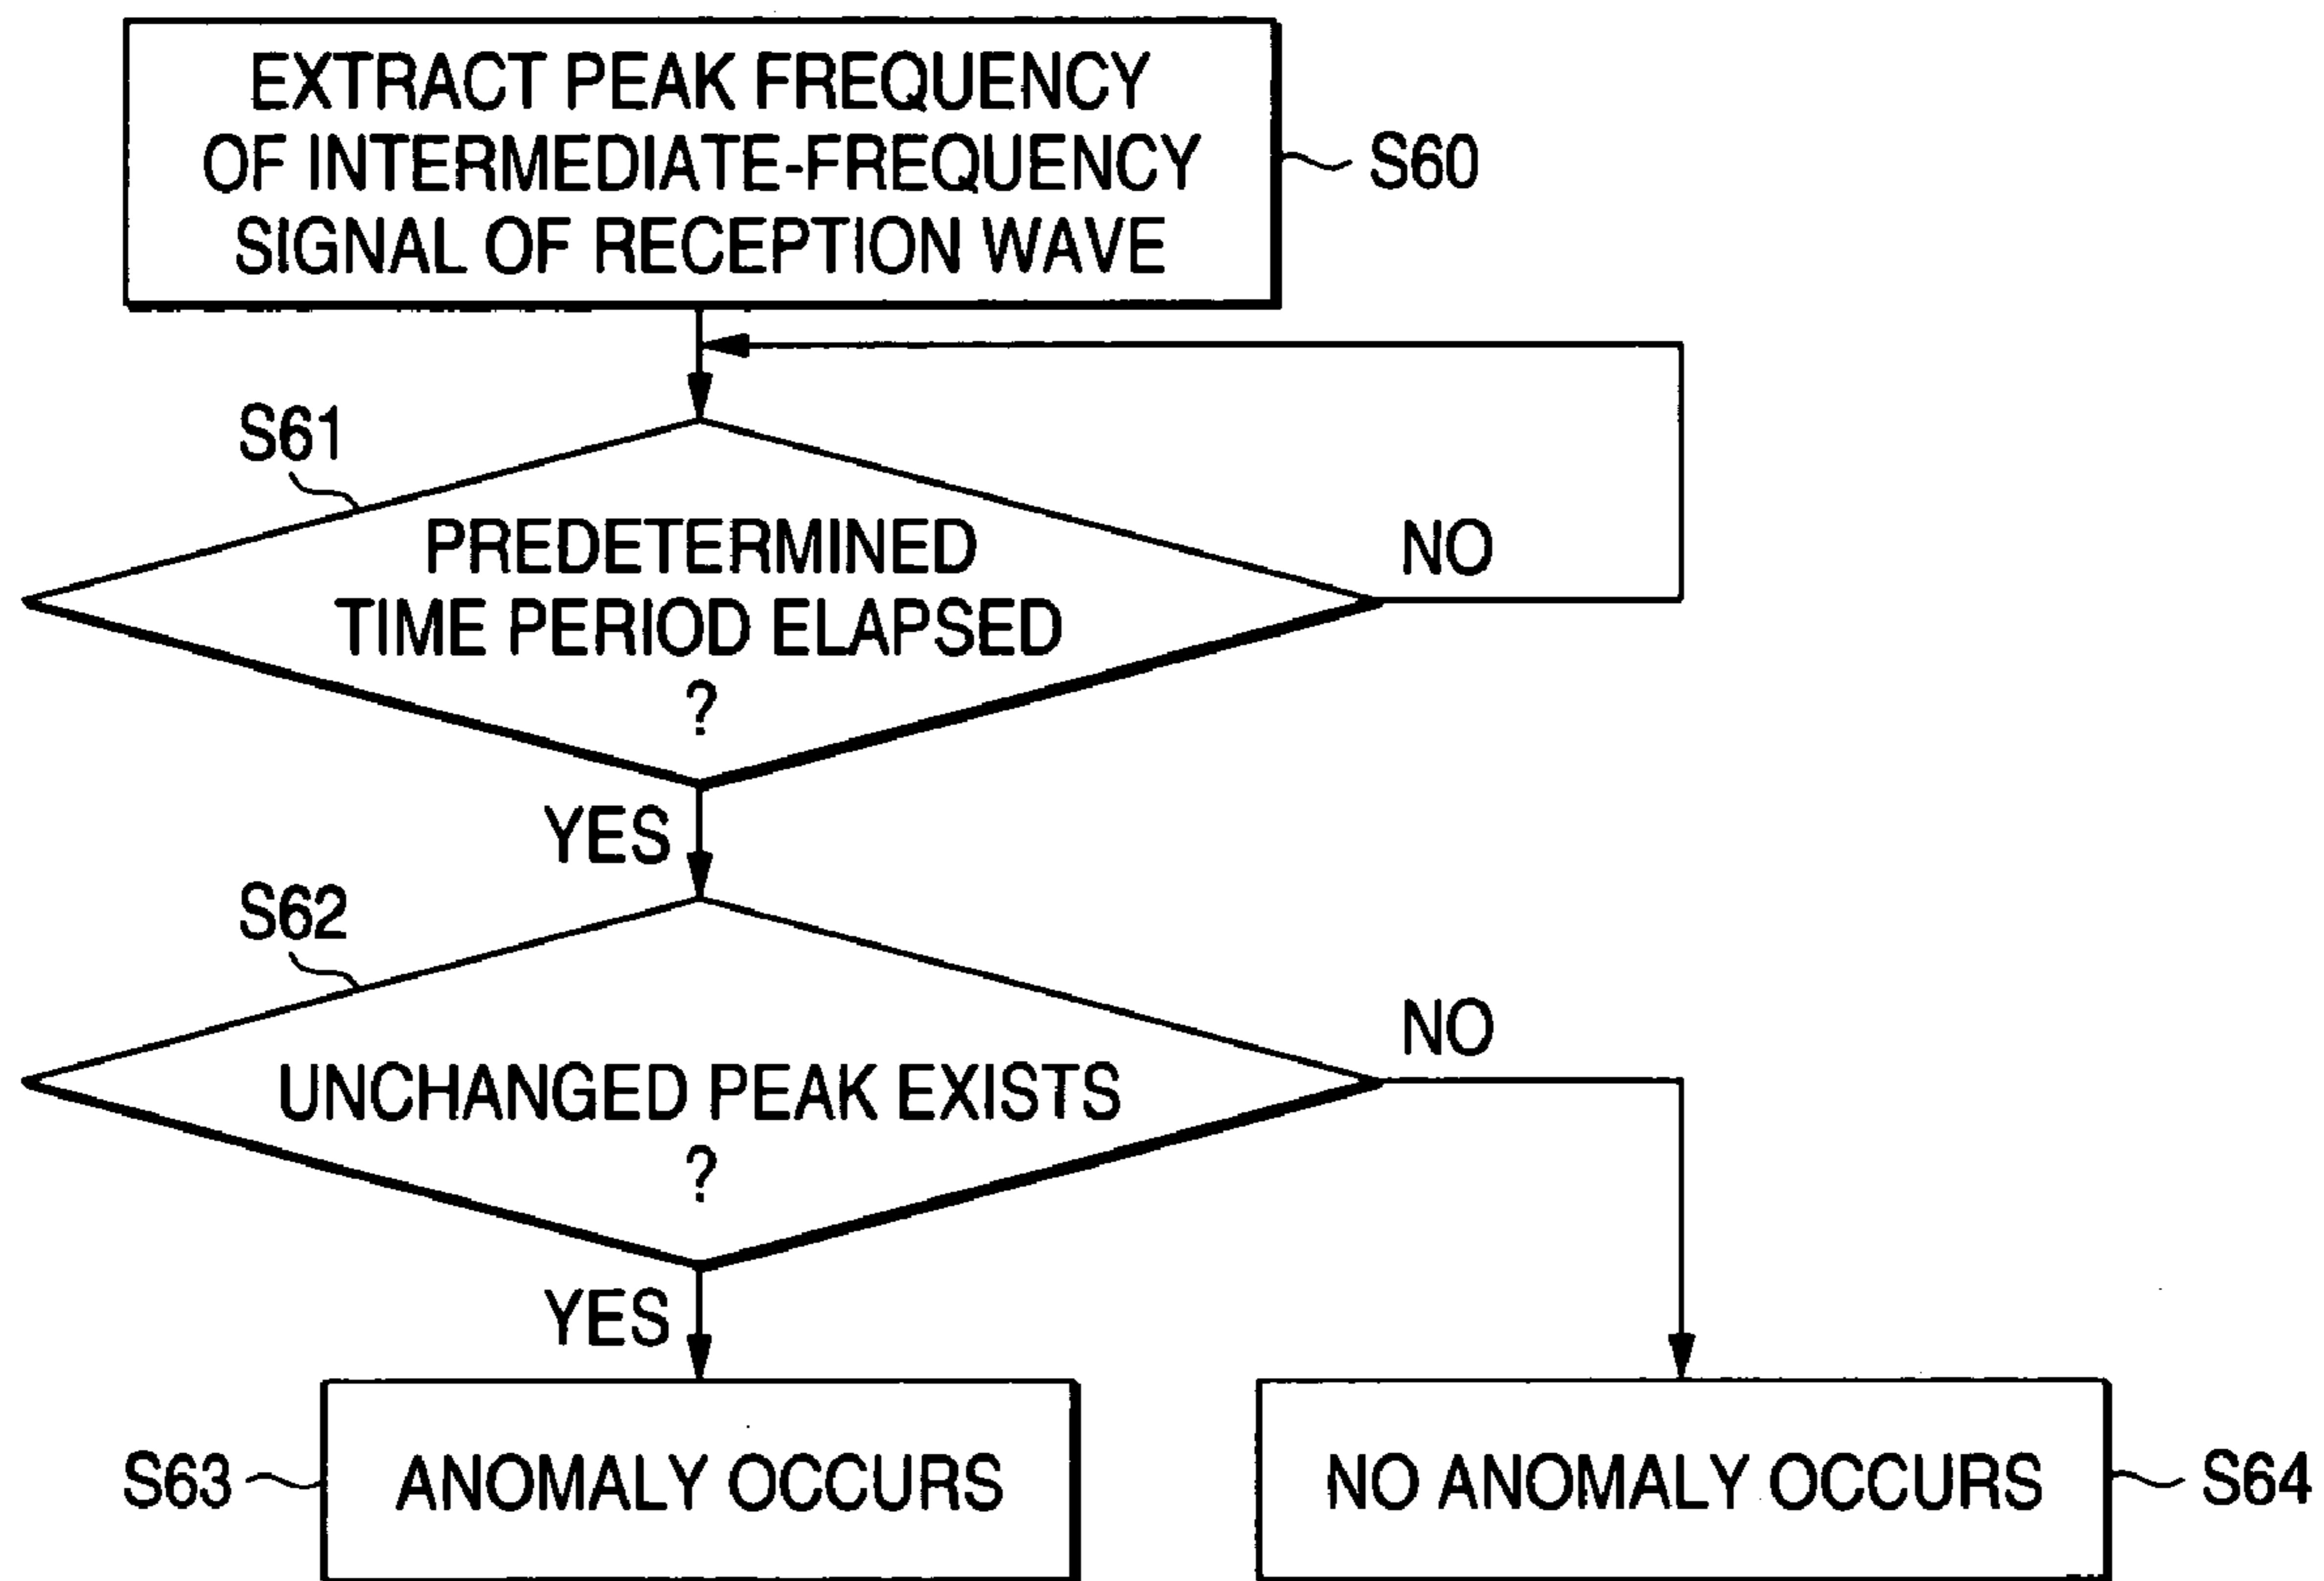 EXTRACT PEAK FREQUENCY
OF INTERMEDIATE-FREQUENCY
SIGNAL OF RECEPTION WAVE
S60
S61
PREDETERMINED
TIME PERIOD ELAPSED
?
NO
YES
S62
UNCHANGED PEAK EXISTS
?
NO
YES
S63
ANOMALY OCCURS
NO ANOMALY OCCURS
S64